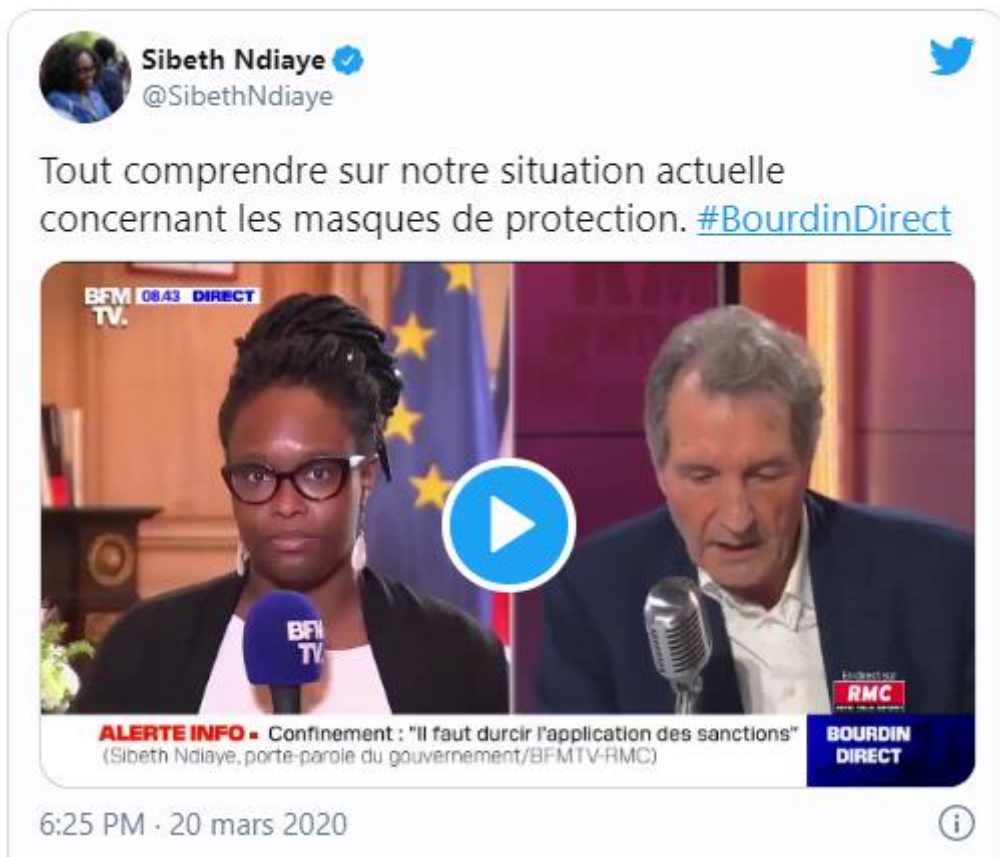 Sibeth Ndiaye
@SibethNdiaye
Tout comprendre sur notre situation actuelle
concernant les masques de protection. #BourdinDirect
BFM 08.43 DIRECT
TV.
BFM
TV.
En direct sur
RMC
ALERTE INFO Confinement : "Il faut durcir l'application des sanctions"
(Sibeth Ndiaye, porte-parole du gouvernement/BFMTV-RMC)
BOURDIN
DIRECT
6:25 PM · 20 mars 2020